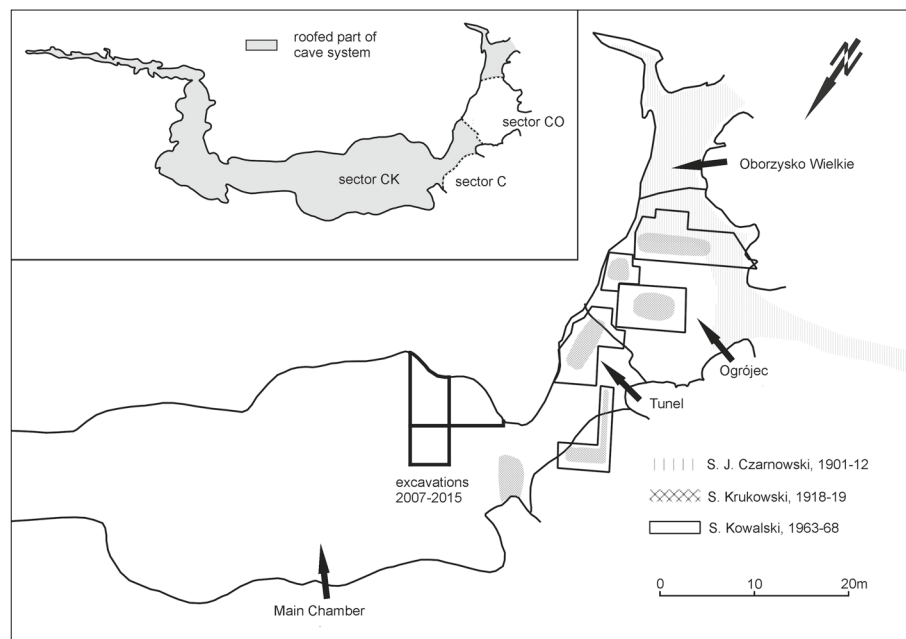 roofed part of
cave system
sector CO
sector CK
sector C
N
Oborzysko Wielkie
Ogrójec
Tunel
excavations
2007-2015
Main Chamber
S. J. Czarnowski, 1901-12
S. Krukowski, 1918-19
S. Kowalski, 1963-68
0 10 20m